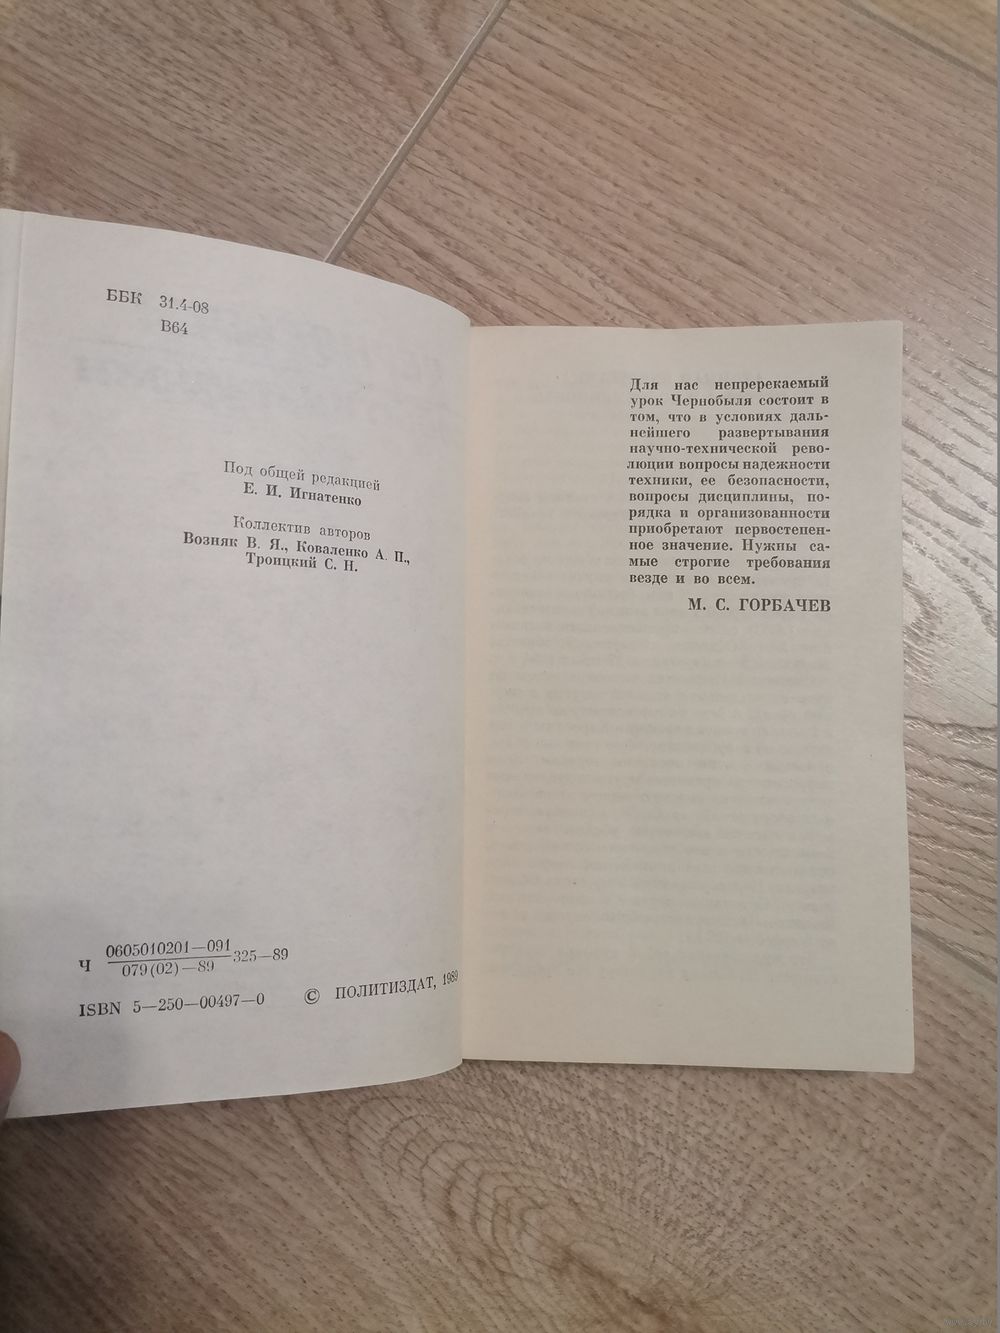 ББК 31.4-08
В64
Под общей редакцией
Е. И. Игнатенко
Коллектив авторов
Возняк В. Я., Коваленко А. П.,
Троицкий С. Н.
0605010201—091
Ч 325—89
079(02)—89
ISBN 5—250—00497—0 © ПОЛИТИЗДАТ, 1989
Для нас непререкаемый
урок Чернобыля состоит в
том, что в условиях даль-
нейшего развертывания
научно-технической рево-
люции вопросы надежности
техники, ее безопасности,
вопросы дисциплины, по-
рядка и организованности
приобретают первостепен-
ное значение. Нужны са-
мые строгие требования
везде и во всем.
М. С. ГОРБАЧЕВ